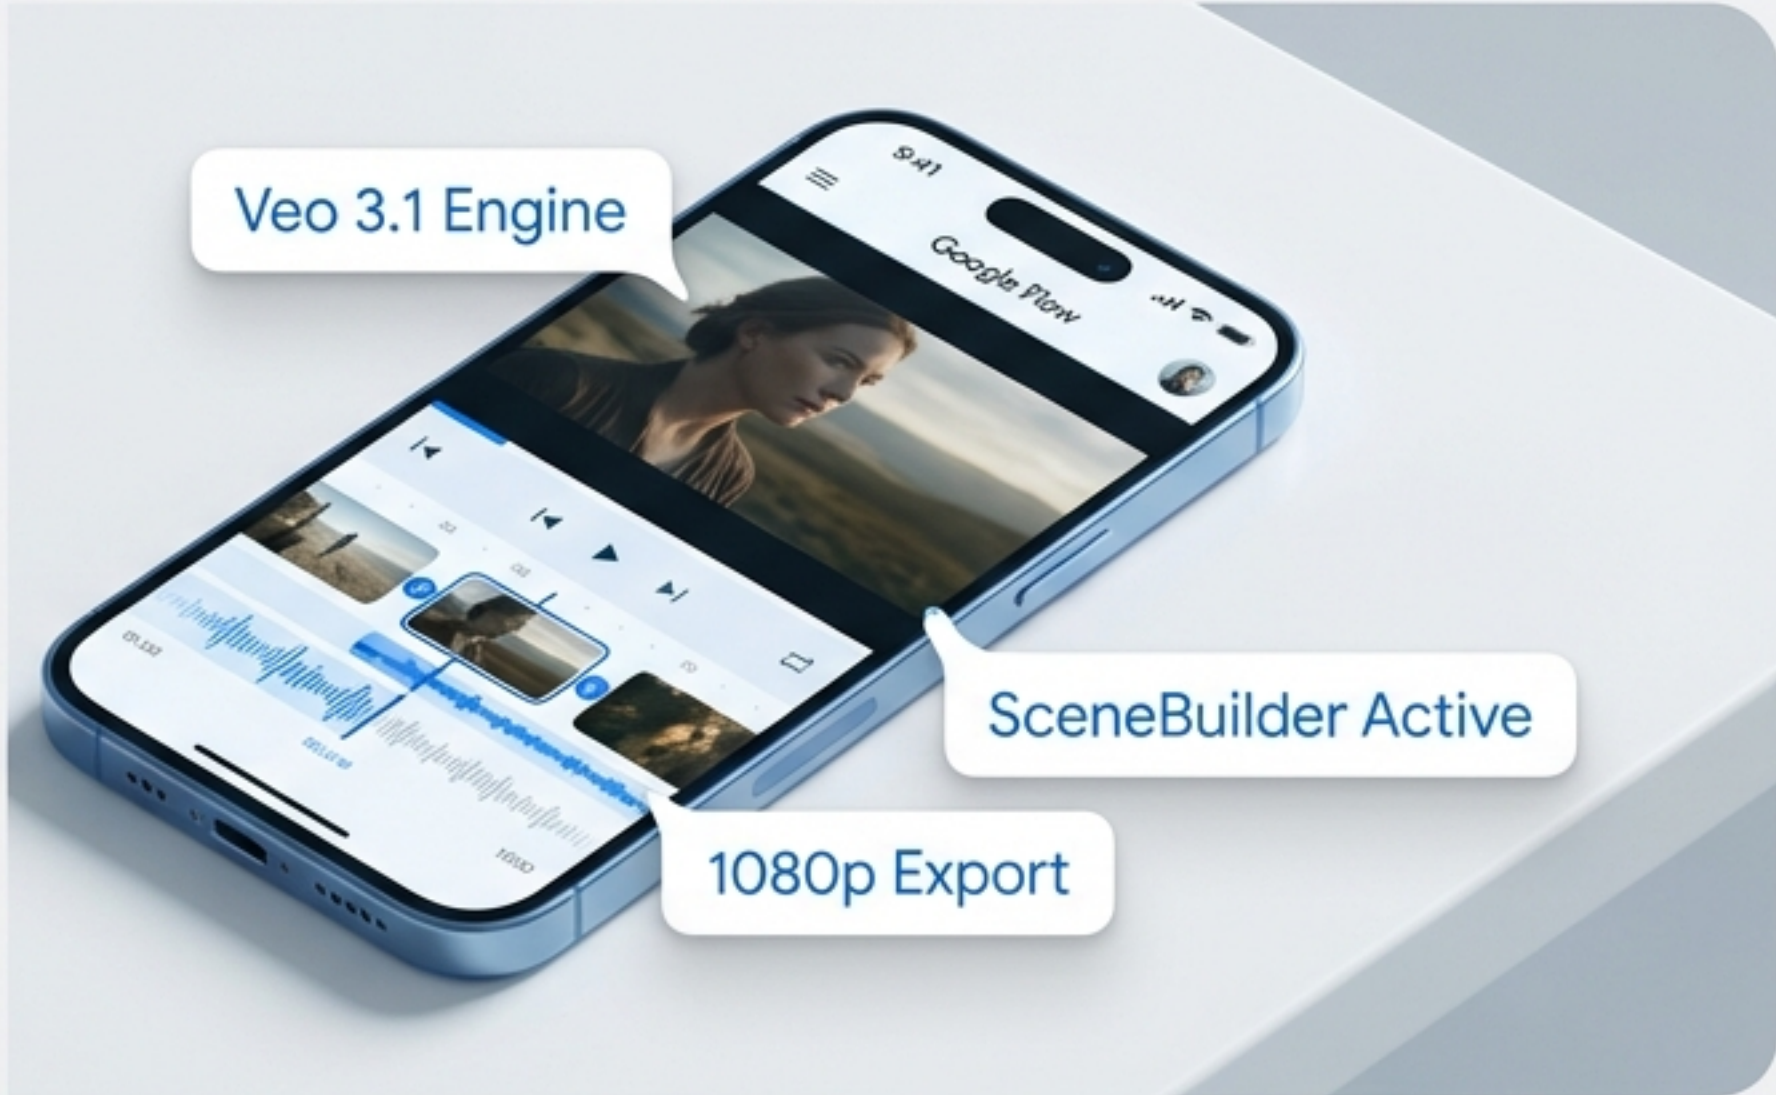 9:41
Google Flow
Veo 3.1 Engine
SceneBuilder Active
1080p Export